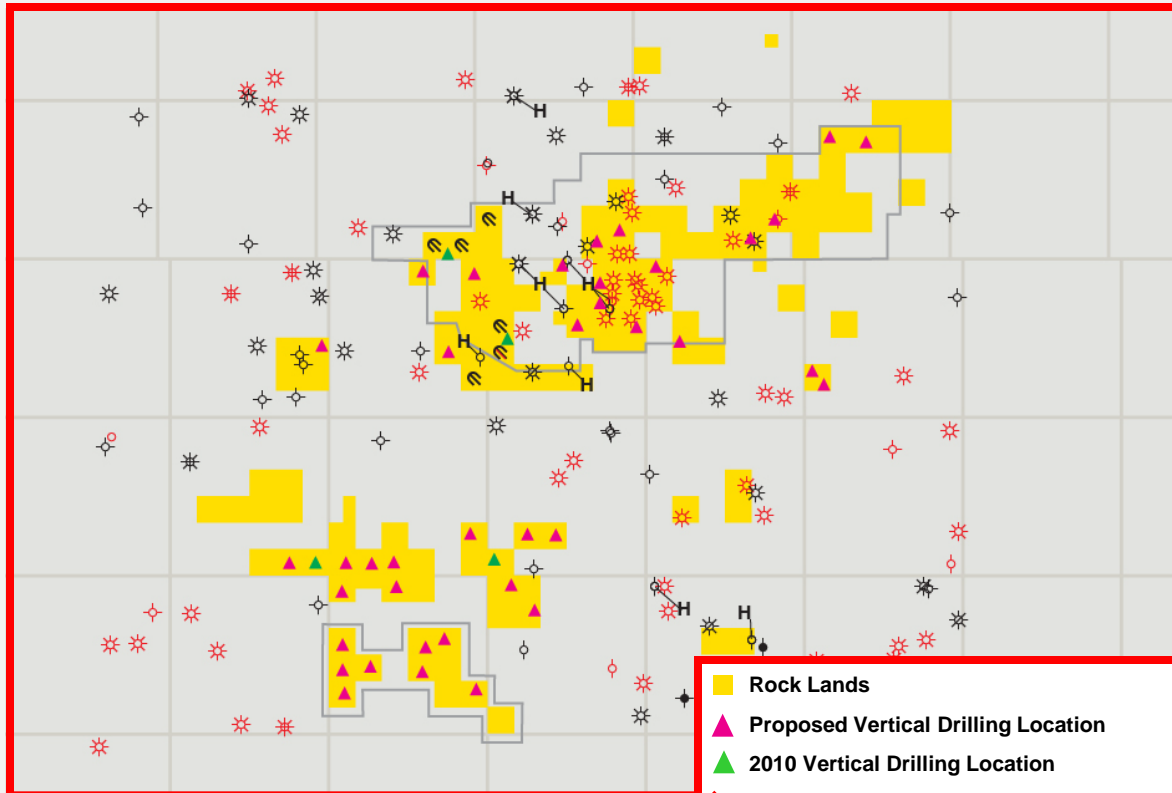 H
H
H
H
H
H
H
H
Rock Lands
Proposed Vertical Drilling Location
2010 Vertical Drilling Location